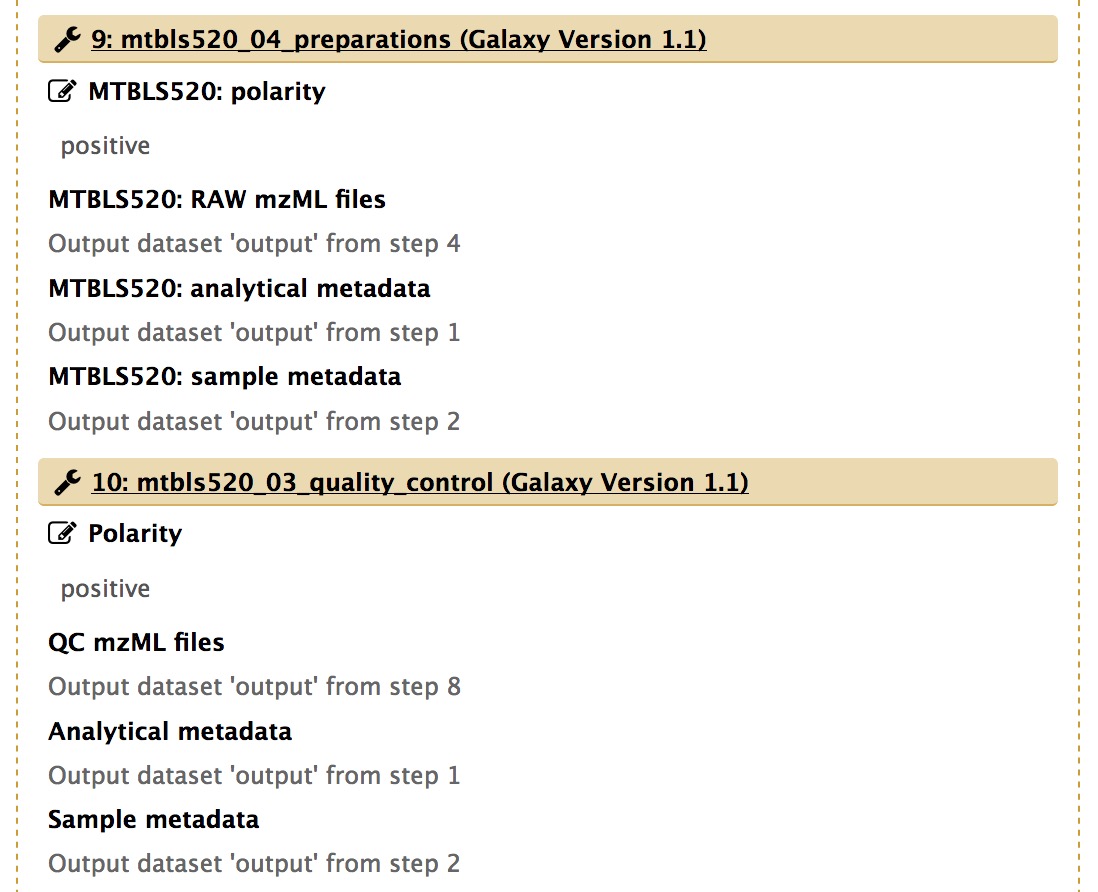 9: mtbls520_04_preparations (Galaxy Version 1.1)
MTBLS520: polarity
positive
MTBLS520: RAW mzML files
Output dataset 'output' from step 4
MTBLS520: analytical metadata
Output dataset 'output' from step 1
MTBLS520: sample metadata
Output dataset 'output' from step 2
10: mtbls520_03_quality_control (Galaxy Version 1.1)
Polarity
positive
QC mzML files
Output dataset 'output' from step 8
Analytical metadata
Output dataset 'output' from step 1
Sample metadata
Output dataset 'output' from step 2